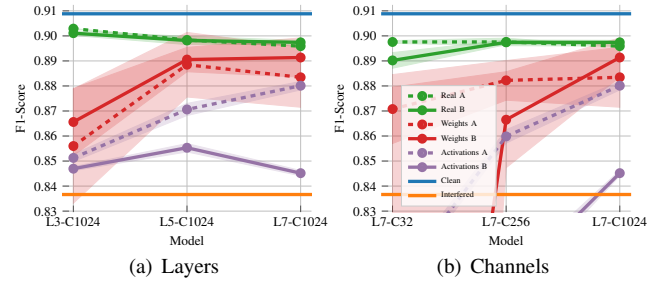 0.91
0.90
0.89
0.88
0.87
0.86
0.85
0.84
0.83
F1-Score
L3-C1024
L5-C1024
L7-C1024
Model
(a) Layers
0.91
0.90
0.89
0.88
0.87
0.86
0.85
0.84
0.83
F1-Score
Real A
Real B
Weights A
Weights B
Activations A
Activations B
Clean
Interfered
L7-C32
L7-C256
L7-C1024
Model
(b) Channels